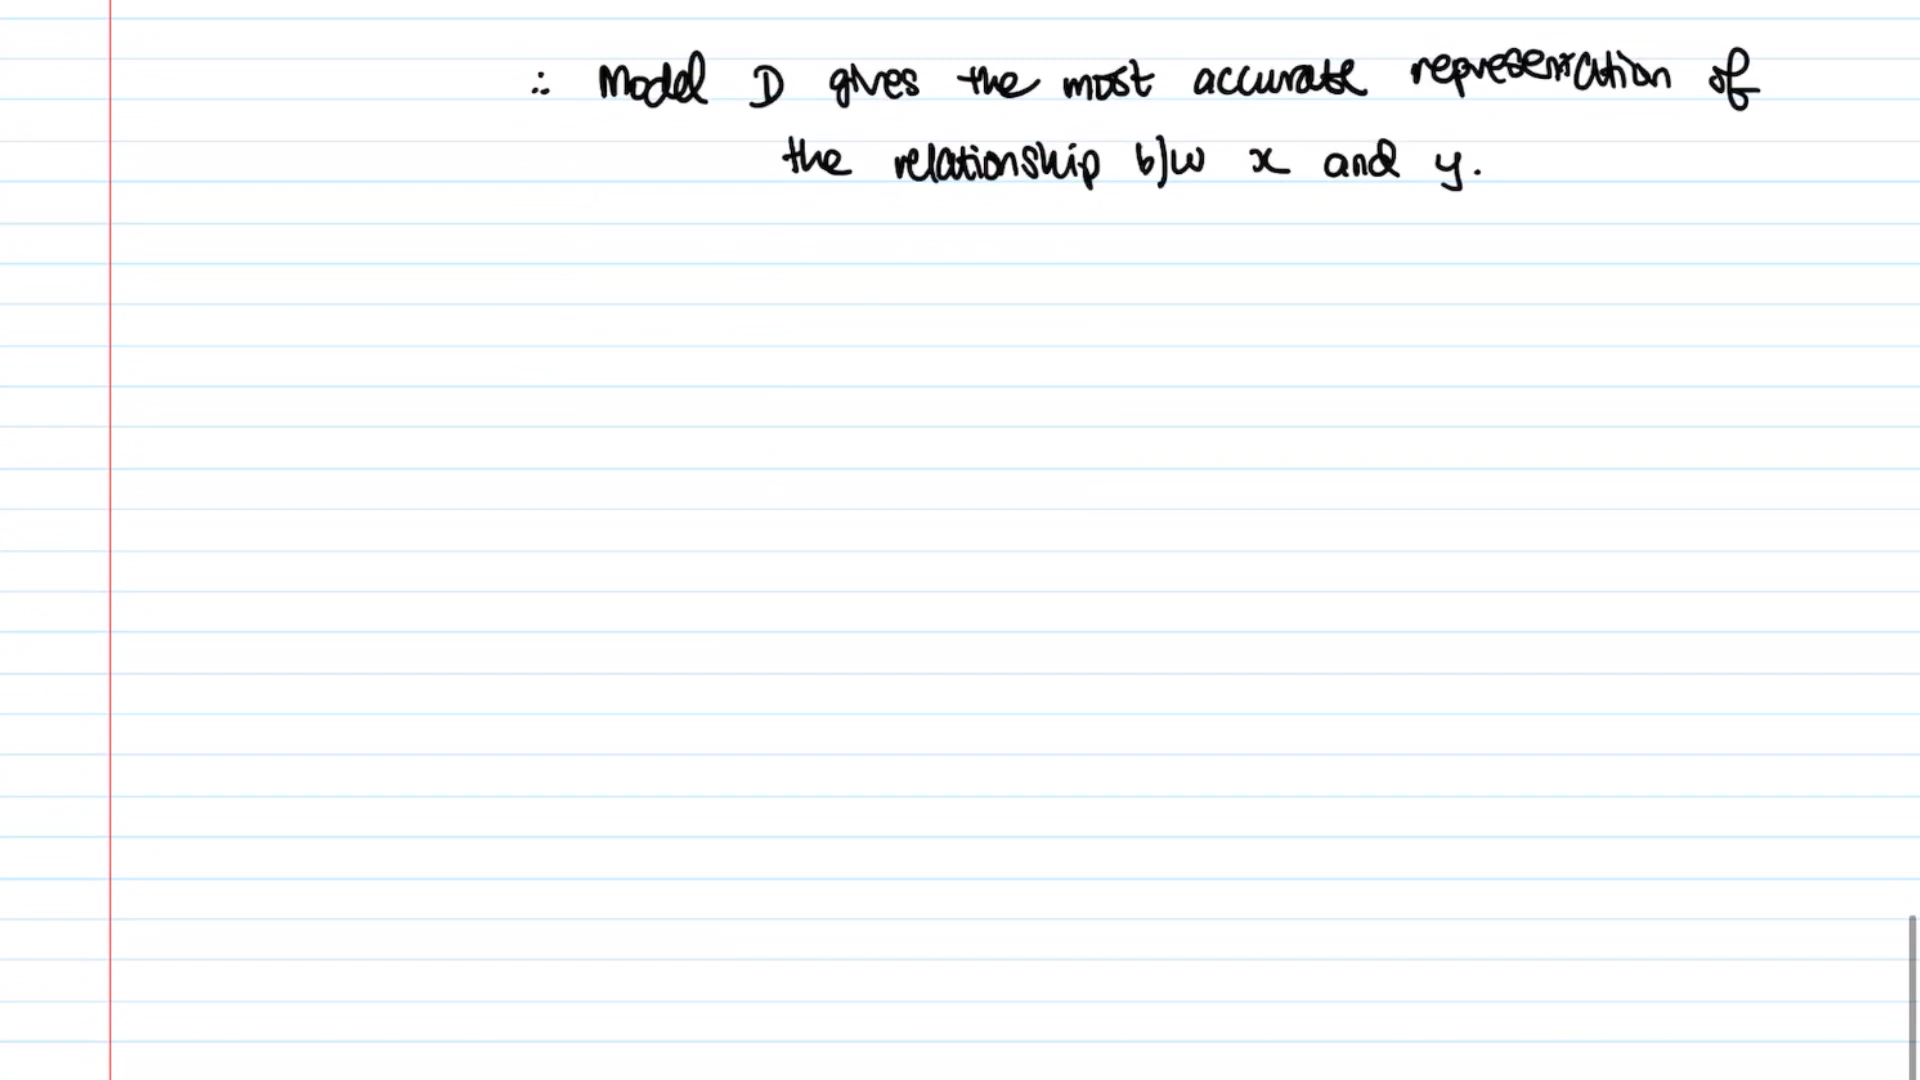 ∴ Model D gives the most accurate representation of
the relationship b/w x and y.